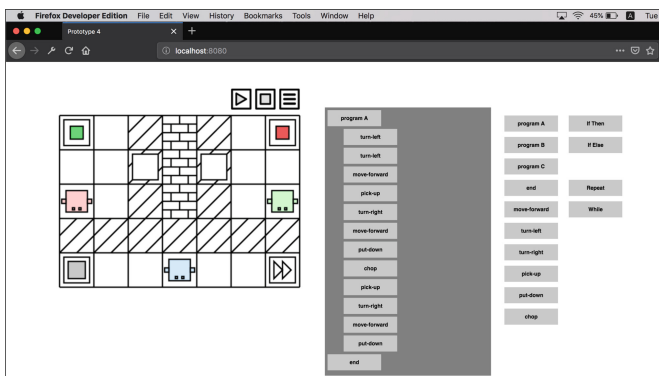 Firefox Developer Edition File Edit View History Bookmarks Tools Window Help 45% A Tue
Prototype 4
localhost:8080
program A
turn-left
turn-left
move-forward
pick-up
turn-right
move-forward
put-down
chop
pick-up
turn-right
move-forward
put-down
end
program A If Then
program B If Else
program C
end Repeat
move-forward While
turn-left
turn-right
pick-up
put-down
chop